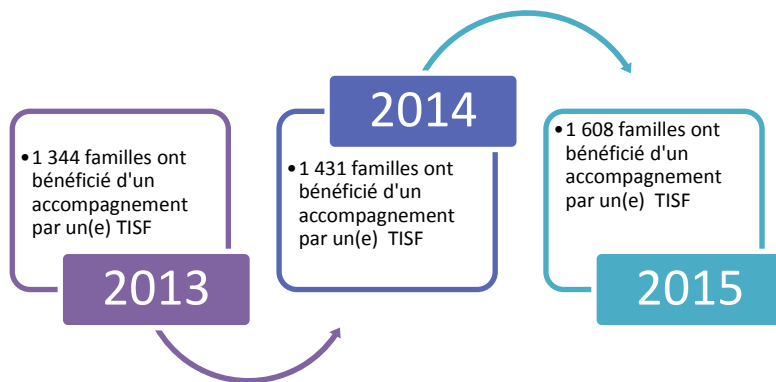 •1 344 familles ont
bénéficié d'un
accompagnement
par un(e) TISF
2013
2014
•1 431 familles ont
bénéficié d'un
accompagnement
par un(e) TISF
•1 608 familles ont
bénéficié d'un
accompagnement
par un(e) TISF
2015